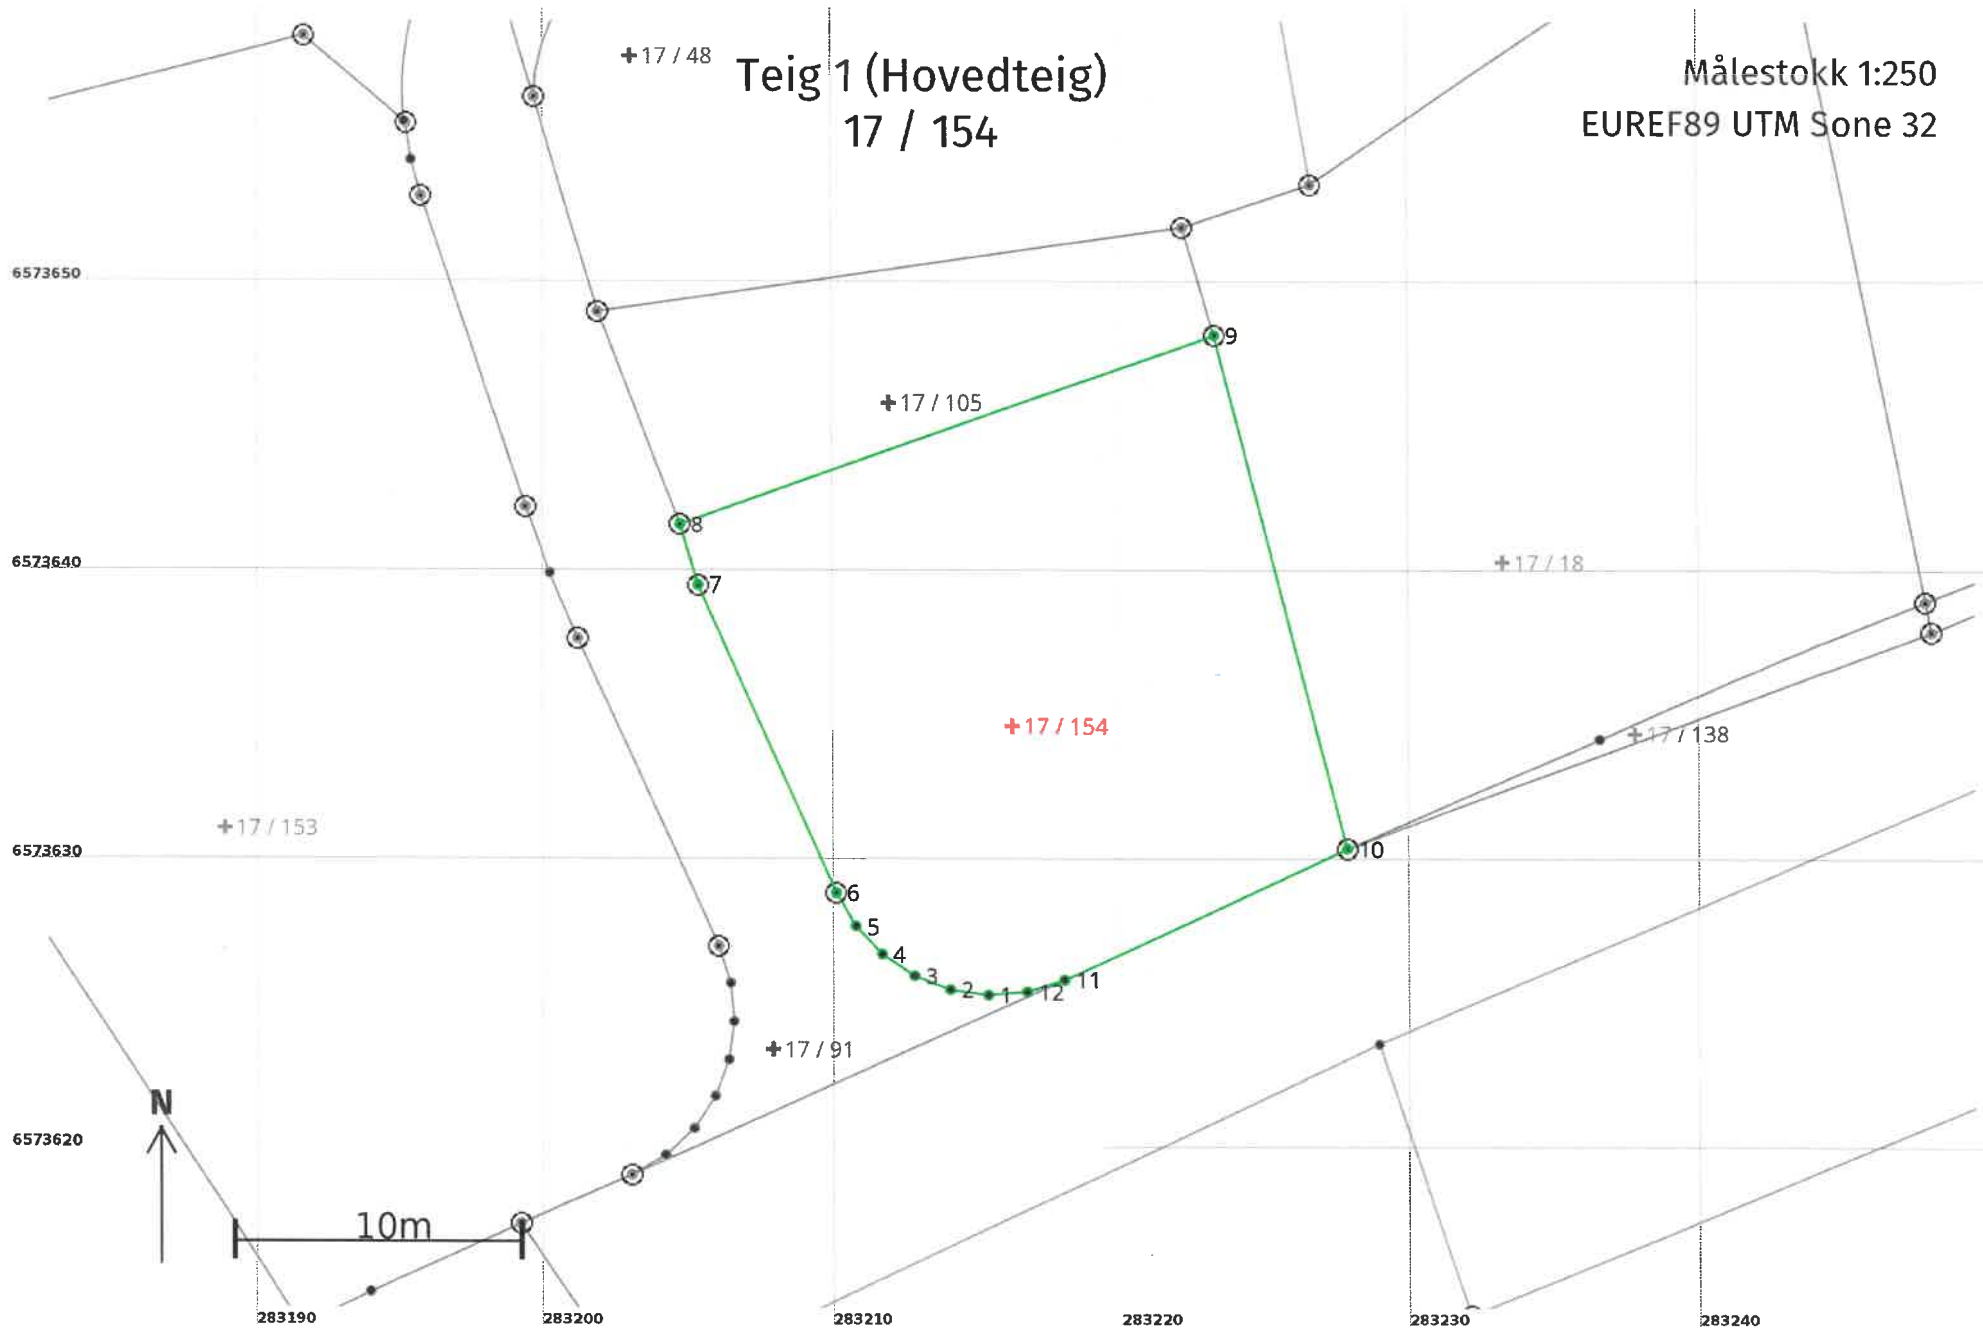 Teig 1 (Hovedteig)
17 / 154
Målestokk 1:250
EUREF89 UTM Sone 32
+17 / 48
6573650
9
+17 / 105
8
6573640
7
+17 / 18
+17 / 154
+17 / 138
+17 / 153
6573630
10
6
5
4
3
2
1
12
11
+17 / 91
N
6573620
10m
283190
283200
283210
283220
283230
283240